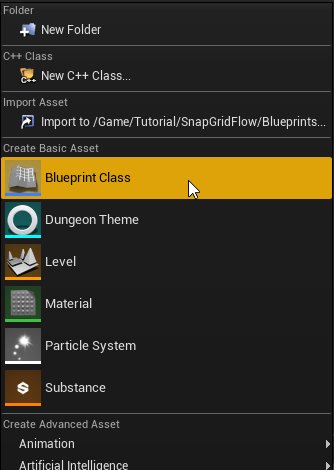 Folder
New Folder
C++ Class
New C++ Class...
Import Asset
Import to /Game/Tutorial/SnapGridFlow/Blueprints...
Create Basic Asset
Blueprint Class
Dungeon Theme
Level
Material
Particle System
Substance
Create Advanced Asset
Animation
Artificial Intelligence